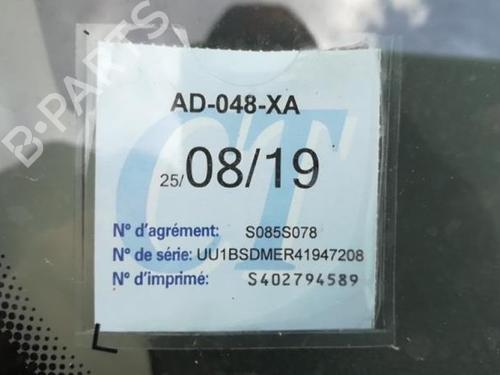 B-PARTS
AD-048-XA
CT
25/08/19
N° d'agrément: S085S078
N° de série: UU1BSDMER41947208
N° d'imprimé: S402794589